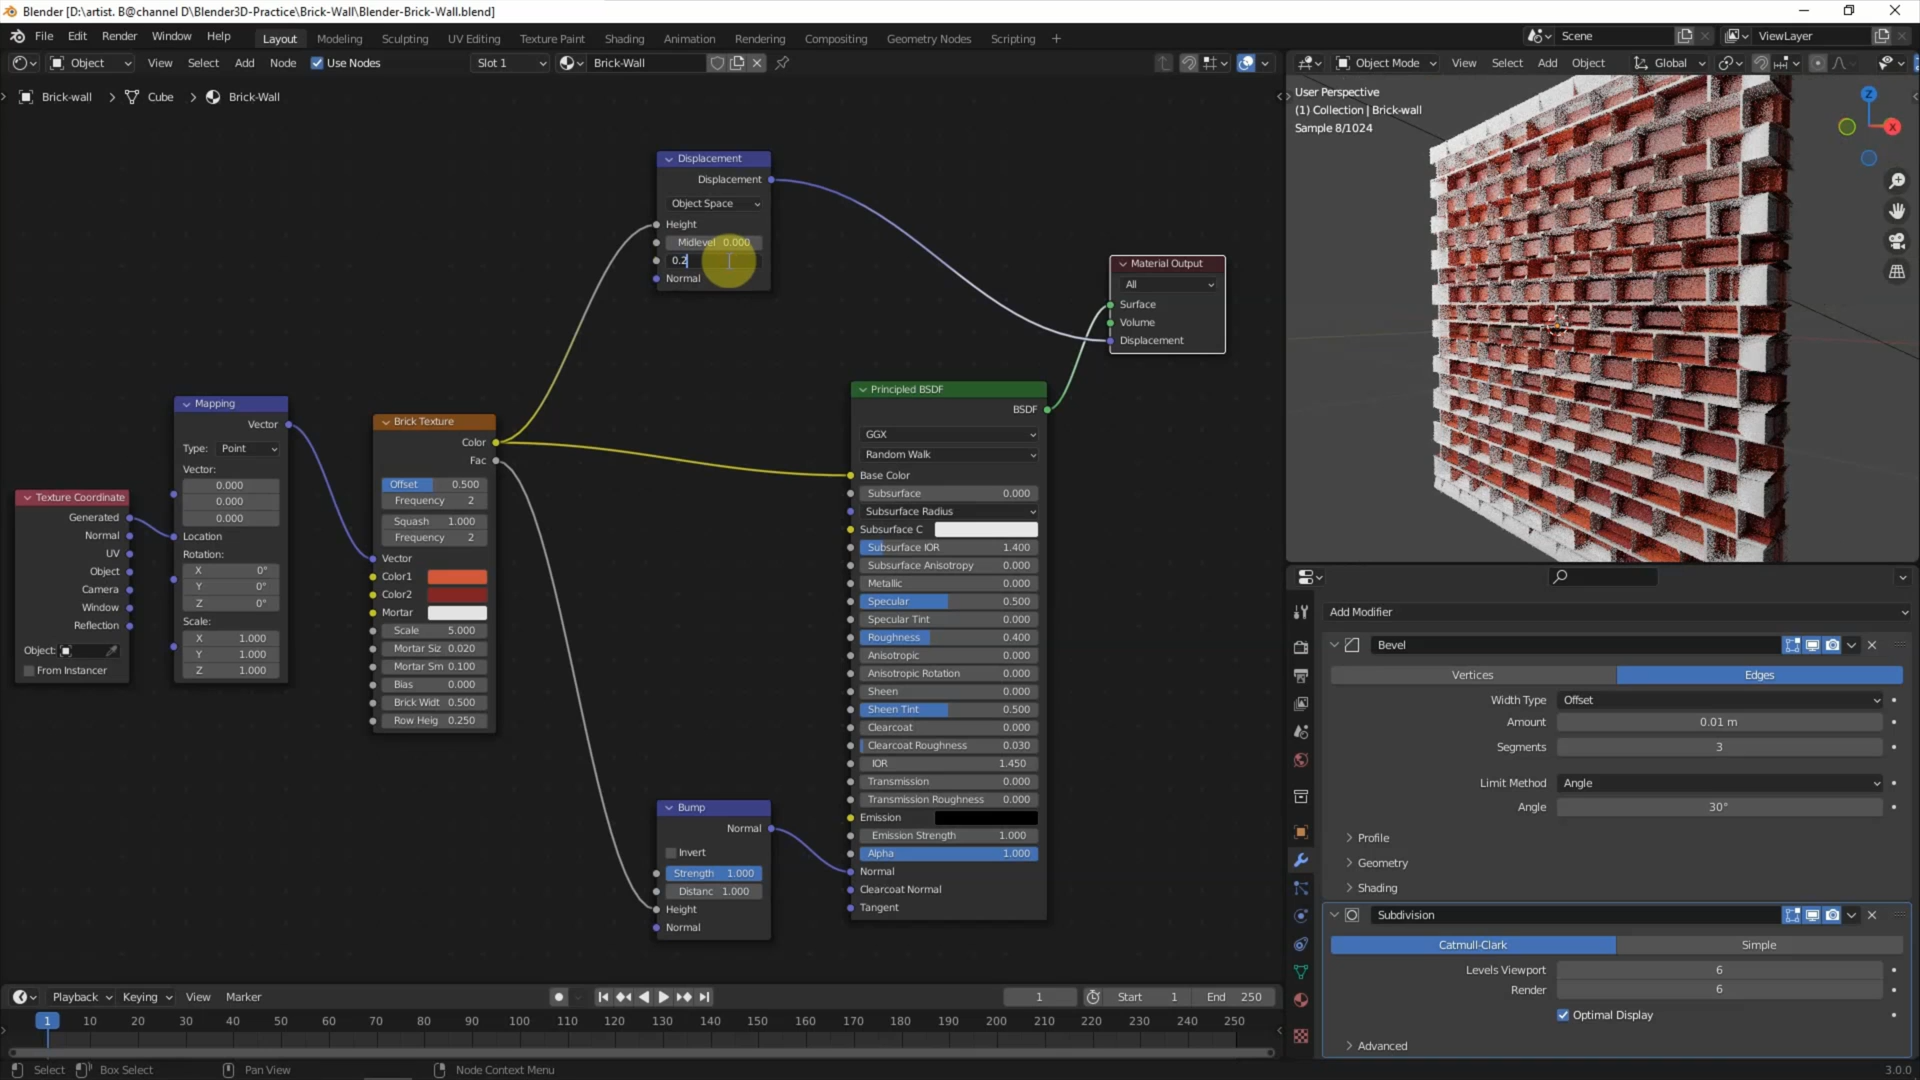 Blender [D:\artist. B@channel D\Blender3D-Practice\Brick-Wall\Blender-Brick-Wall.blend]
File Edit Render Window Help Layout Modeling Sculpting UV Editing Texture Paint Shading Animation Rendering Compositing Geometry Nodes Scripting + Scene ViewLayer
Object View Select Add Node Use Nodes Slot 1 Brick-Wall
Object Mode View Select Add Object Global
Brick-wall > Cube > Brick-Wall
User Perspective
(1) Collection | Brick-wall
Sample 8/1024
Z
X
Displacement
Displacement
Object Space
Height
Midlevel 0.000
0.2
Normal
Material Output
All
Surface
Volume
Displacement
Mapping
Vector
Type: Point
Vector:
0.000
0.000
0.000
Location
Rotation:
X 0°
Y 0°
Z 0°
Scale:
X 1.000
Y 1.000
Z 1.000
Texture Coordinate
Generated
Normal
UV
Object
Camera
Window
Reflection
Object:
From Instancer
Brick Texture
Color
Fac
Offset 0.500
Frequency 2
Squash 1.000
Frequency 2
Vector
Color1
Color2
Mortar
Scale 5.000
Mortar Siz 0.020
Mortar Sm 0.100
Bias 0.000
Brick Widt 0.500
Row Heig 0.250
Principled BSDF
BSDF
GGX
Random Walk
Base Color
Subsurface 0.000
Subsurface Radius
Subsurface C
Subsurface IOR 1.400
Subsurface Anisotropy 0.000
Metallic 0.000
Specular 0.500
Specular Tint 0.000
Roughness 0.400
Anisotropic 0.000
Anisotropic Rotation 0.000
Sheen 0.000
Sheen Tint 0.500
Clearcoat 0.000
Clearcoat Roughness 0.030
IOR 1.450
Transmission 0.000
Transmission Roughness 0.000
Emission
Emission Strength 1.000
Alpha 1.000
Normal
Clearcoat Normal
Tangent
Bump
Normal
Invert
Strength 1.000
Distanc 1.000
Height
Normal
Add Modifier
Bevel
Vertices Edges
Width Type Offset
Amount 0.01 m
Segments 3
Limit Method Angle
Angle 30°
Profile
Geometry
Shading
Subdivision
Catmull-Clark Simple
Levels Viewport 6
Render 6
Optimal Display
Advanced
Playback Keying View Marker 1 Start 1 End 250
1 10 20 30 40 50 60 70 80 90 100 110 120 130 140 150 160 170 180 190 200 210 220 230 240 250
Select Box Select Pan View Node Context Menu 3.0.0